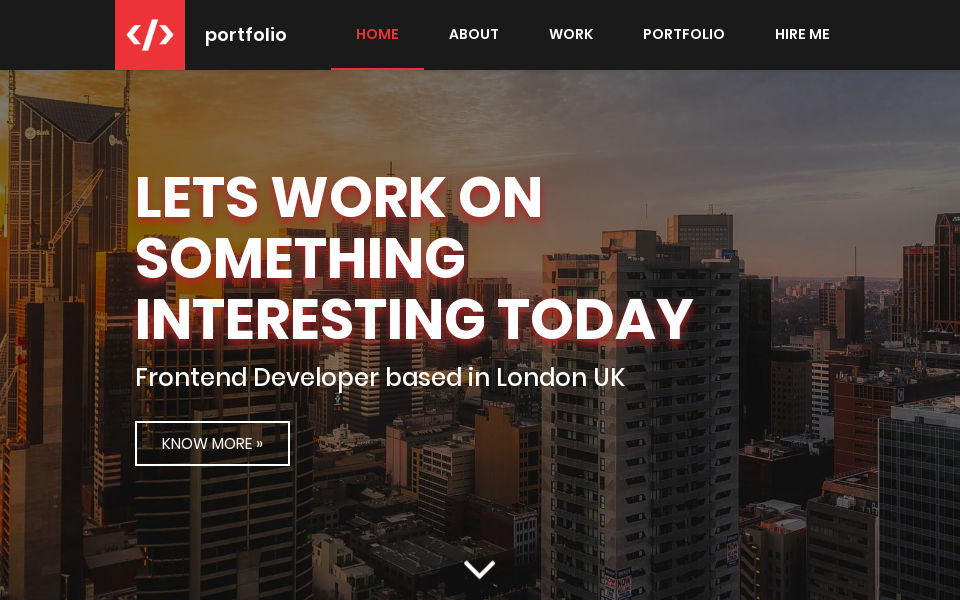 </> portfolio HOME ABOUT WORK PORTFOLIO HIRE ME
LETS WORK ON
SOMETHING
INTERESTING TODAY
Frontend Developer based in London UK
KNOW MORE »